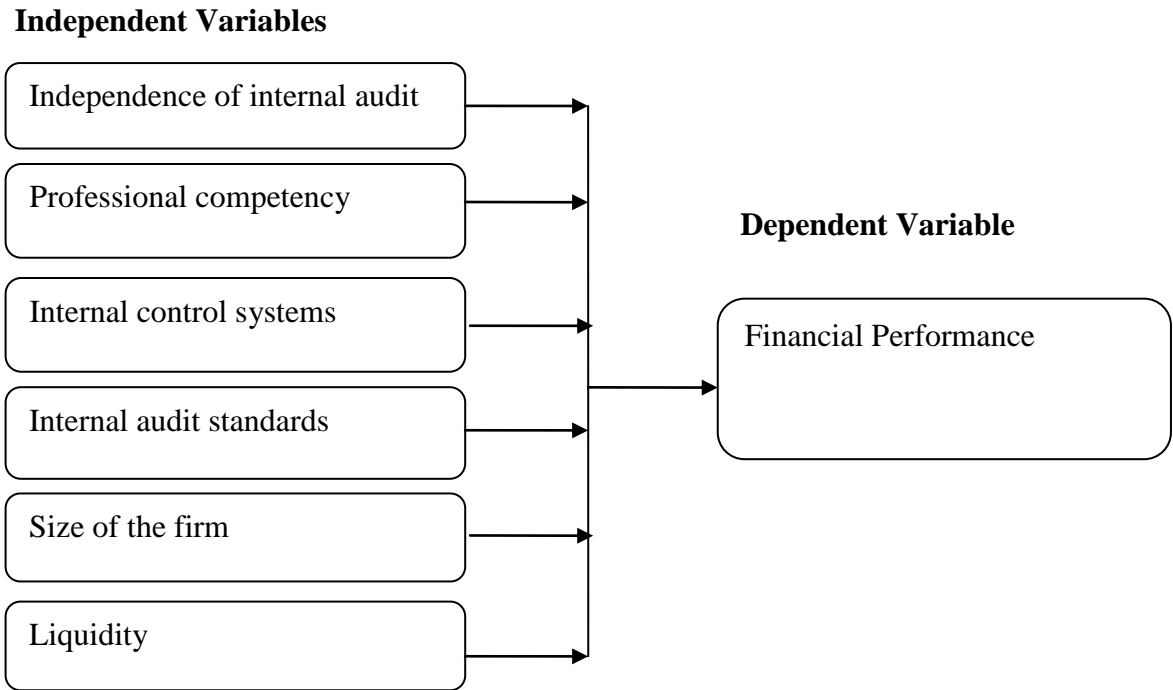 Independent Variables
Independence of internal audit
Professional competency
Internal control systems
Internal audit standards
Size of the firm
Liquidity
Dependent Variable
Financial Performance